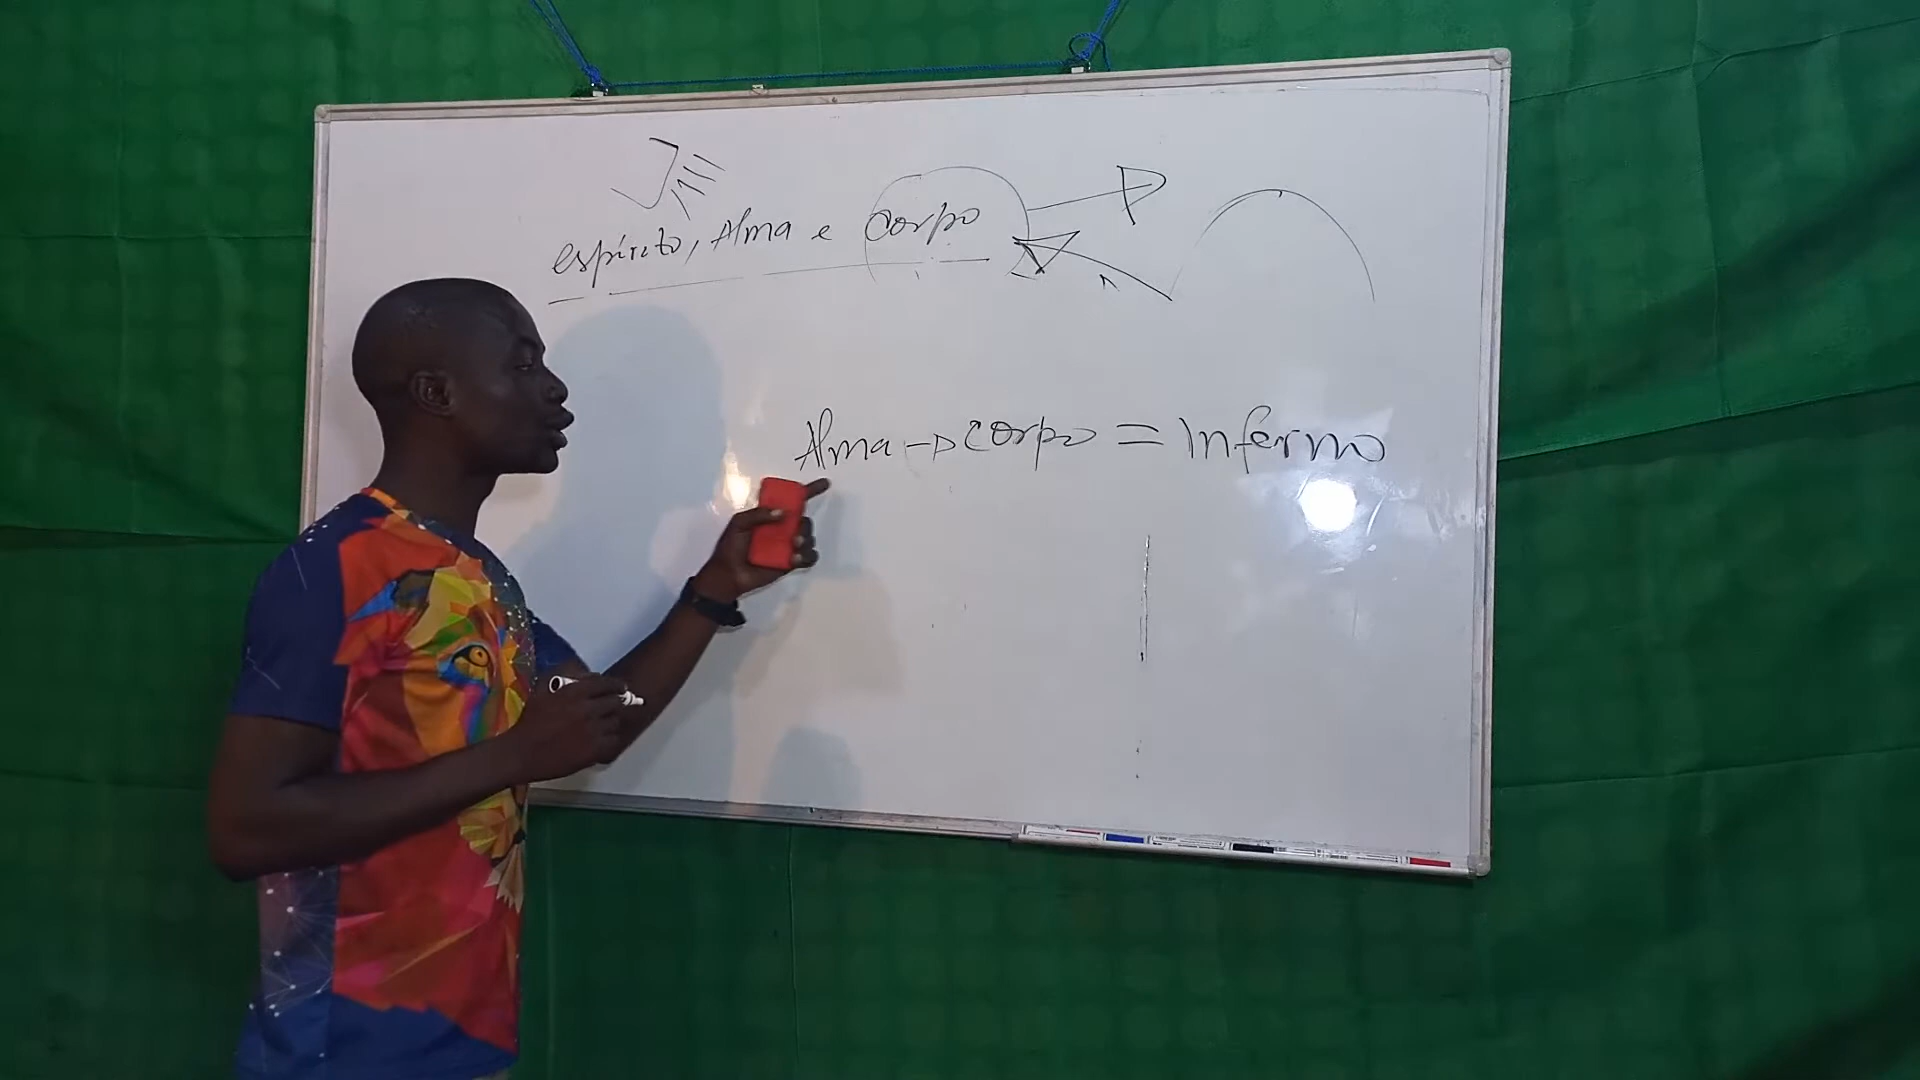 espírito, Alma e corpo
Alma → corpo = Inferno